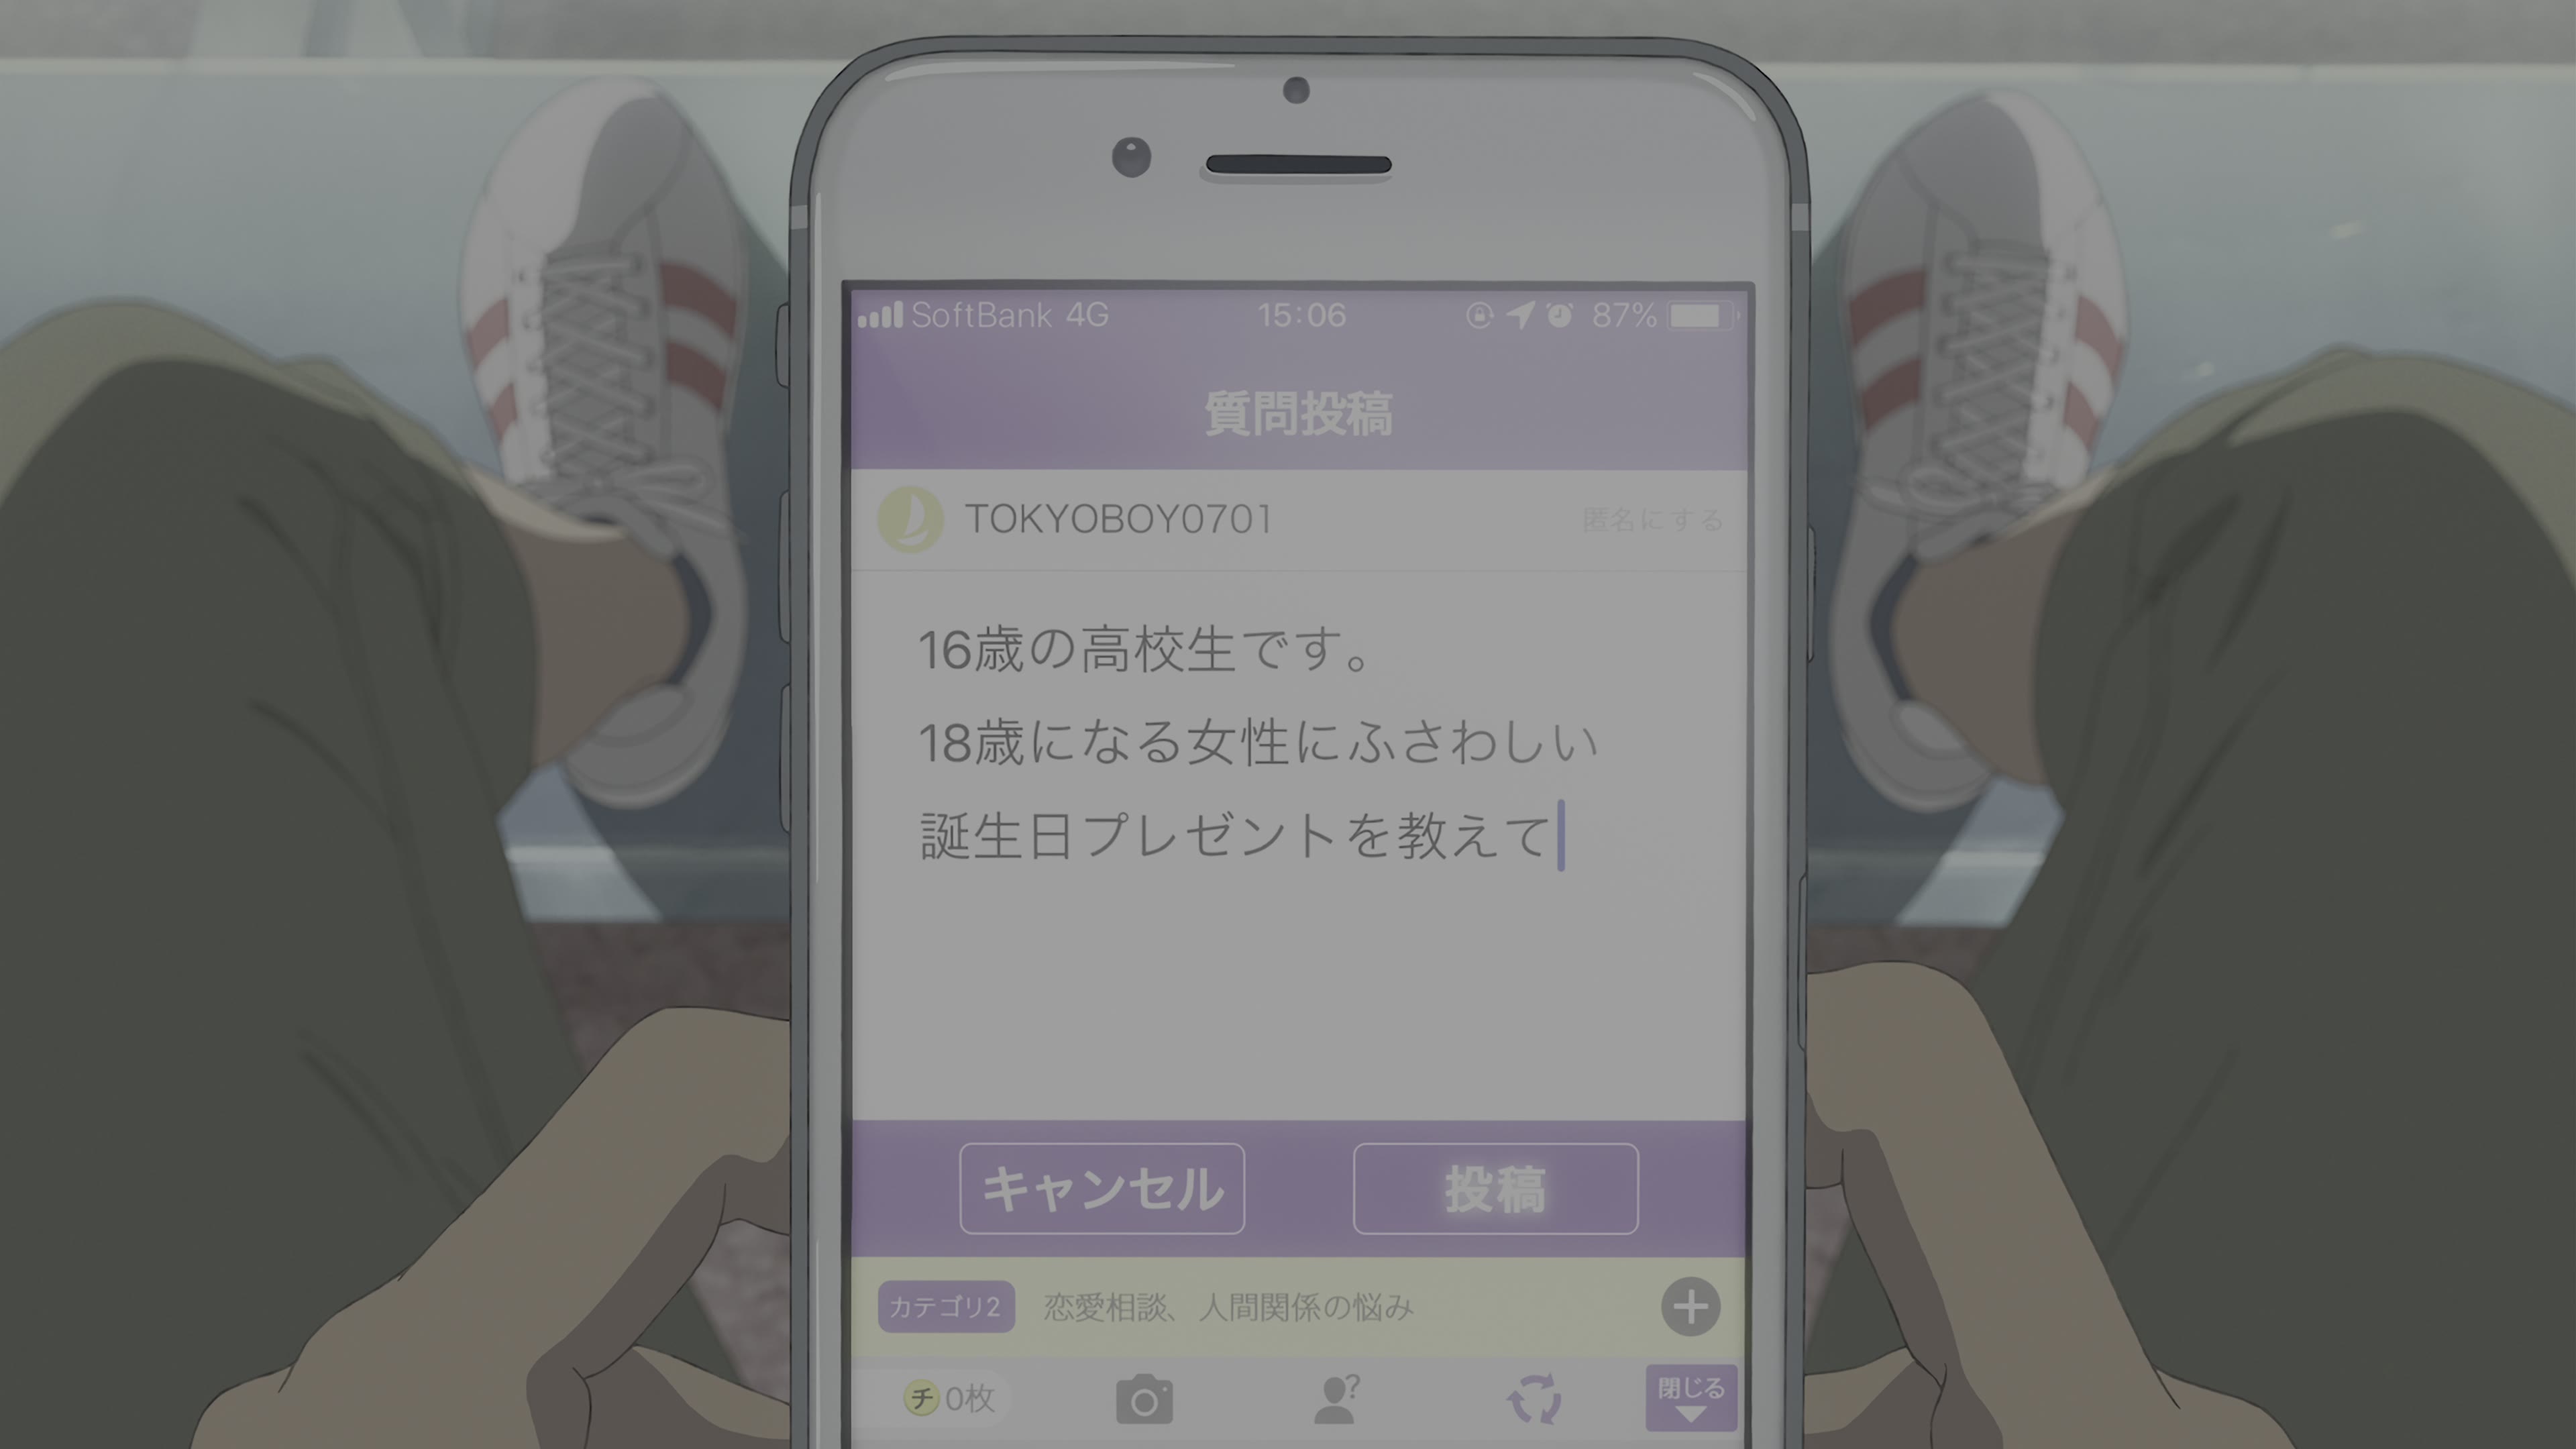 SoftBank 4G 15:06 87%
質問投稿
TOKYOBOY0701 匿名にする
16歳の高校生です。
18歳になる女性にふさわしい
誕生日プレゼントを教えて
キャンセル 投稿
カテゴリ2 恋愛相談、人間関係の悩み
チ 0枚 ? 閉じる